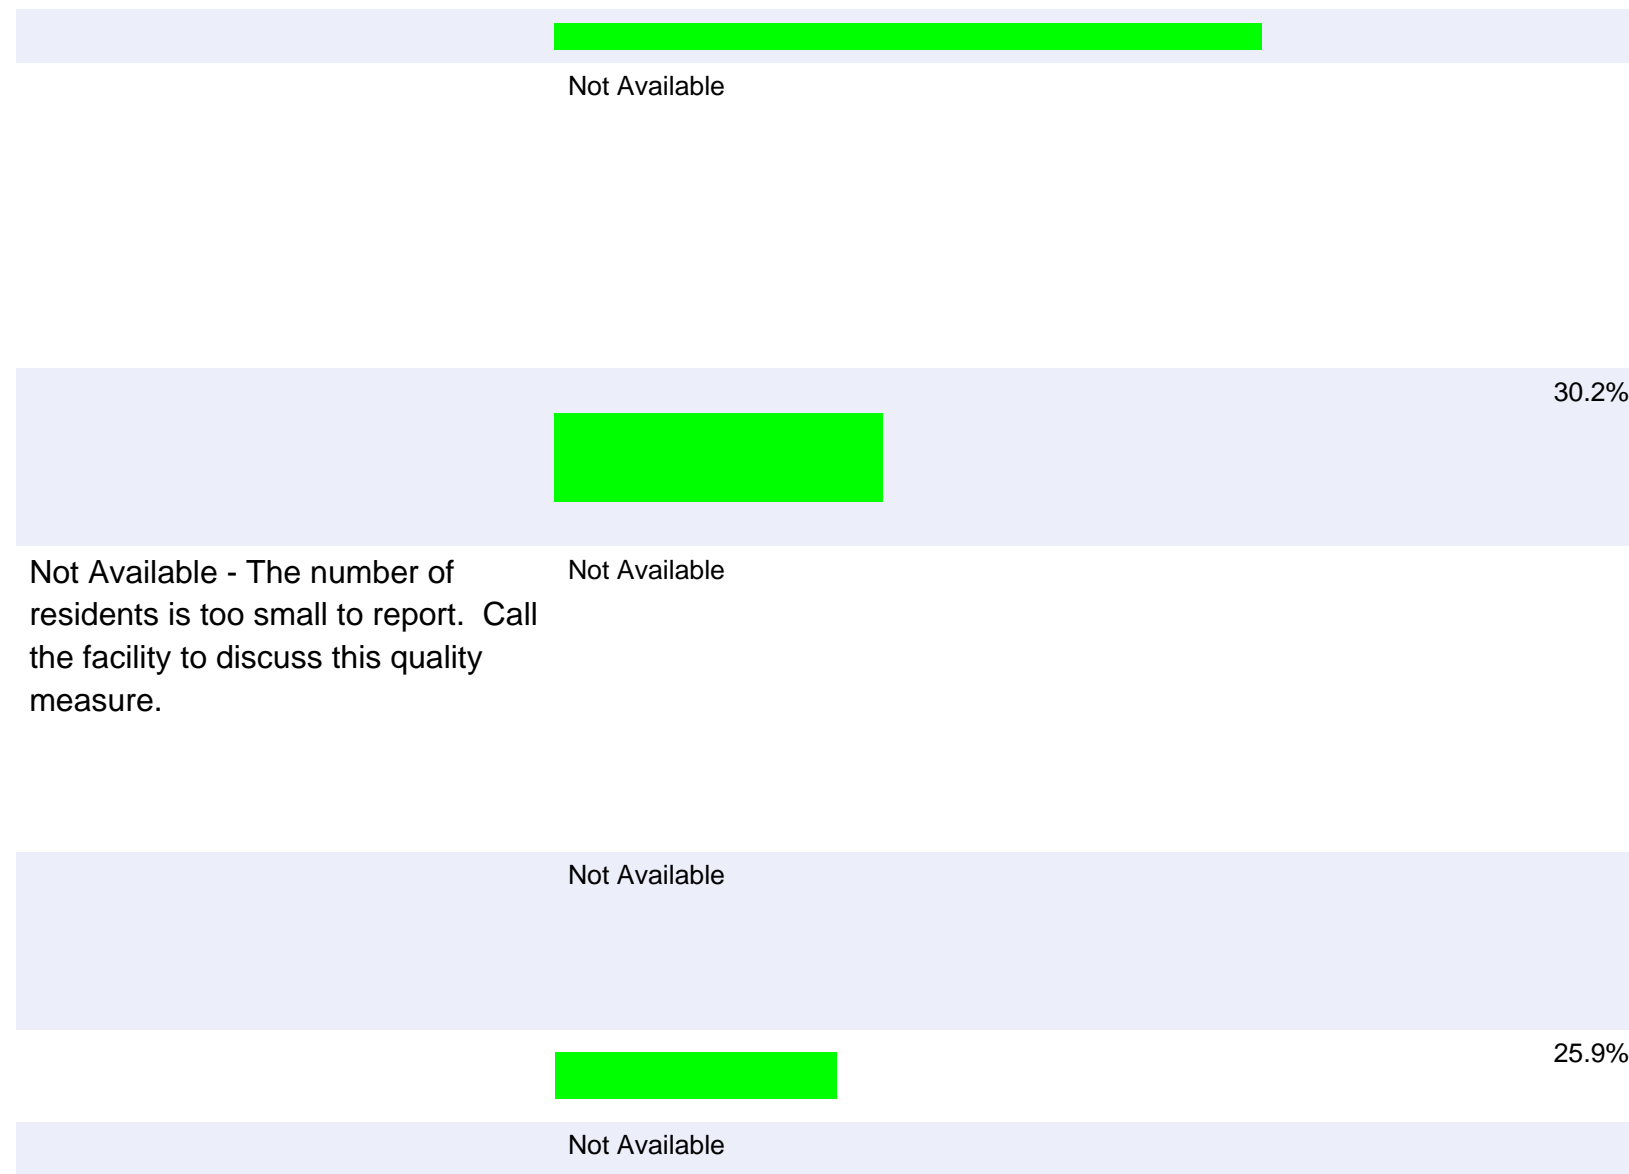 Not Available
30.2%
Not Available - The number of
residents is too small to report.  Call
the facility to discuss this quality
measure.
Not Available
Not Available
25.9%
Not Available